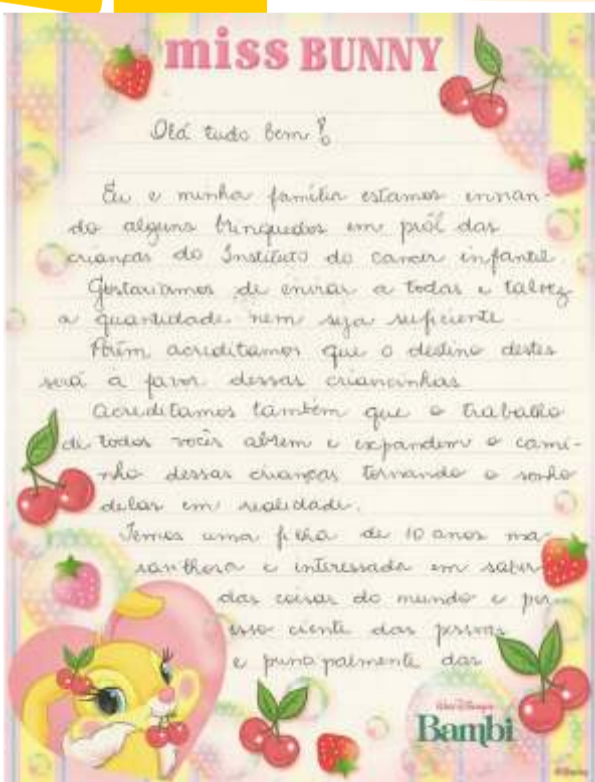 miss BUNNY
Olá tudo bem?
Eu e minha família estamos envian-
do alguns brinquedos em pról das
crianças do Instituto do cancer infantil.
Gostariamos de enviar a todas e talvez
a quantidade nem seja suficiente
Porém acreditamos que o destino destes
será a favor dessas criancinhas
Acreditamos também que o trabalho
de todos vocês abrem e expandem o cami-
nho dessas crianças tornando o sonho
delas em realidade.
Temos uma filha de 10 anos ma-
ravilhosa e interessada em saber
das coisas do mundo e por
isso ciente das pessoas
e principalmente das
Walt Disney's
Bambi
©Disney